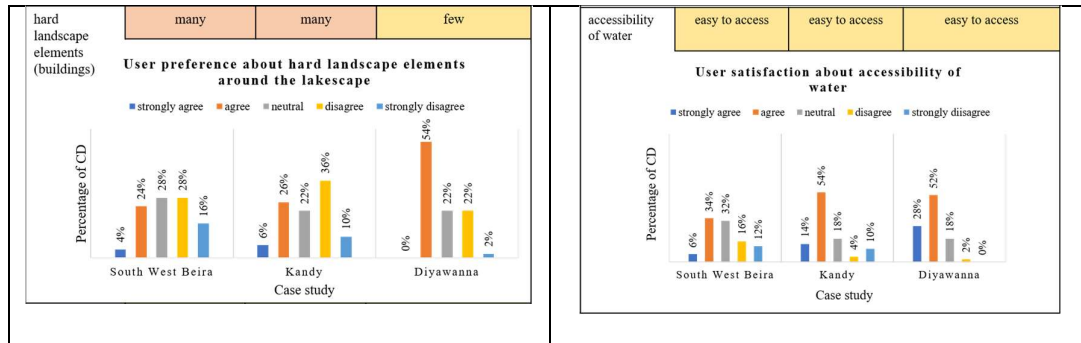 hard
landscape
elements
(buildings)
many
many
few
User preference about hard landscape elements
around the lakescape
strongly agree
agree
neutral
disagree
strongly disagree
Percentage of CD
4%
24%
28%
28%
16%
6%
26%
22%
36%
10%
0%
54%
22%
22%
2%
South West Beira
Kandy
Diyawanna
Case study
accessibility
of water
easy to access
easy to access
easy to access
User satisfaction about accessibility of
water
strongly agree
agree
neutral
disagree
strongly diisagree
Percentage of CD
6%
34%
32%
16%
12%
14%
54%
18%
4%
10%
28%
52%
18%
2%
0%
South West Beira
Kandy
Diyawanna
Case study